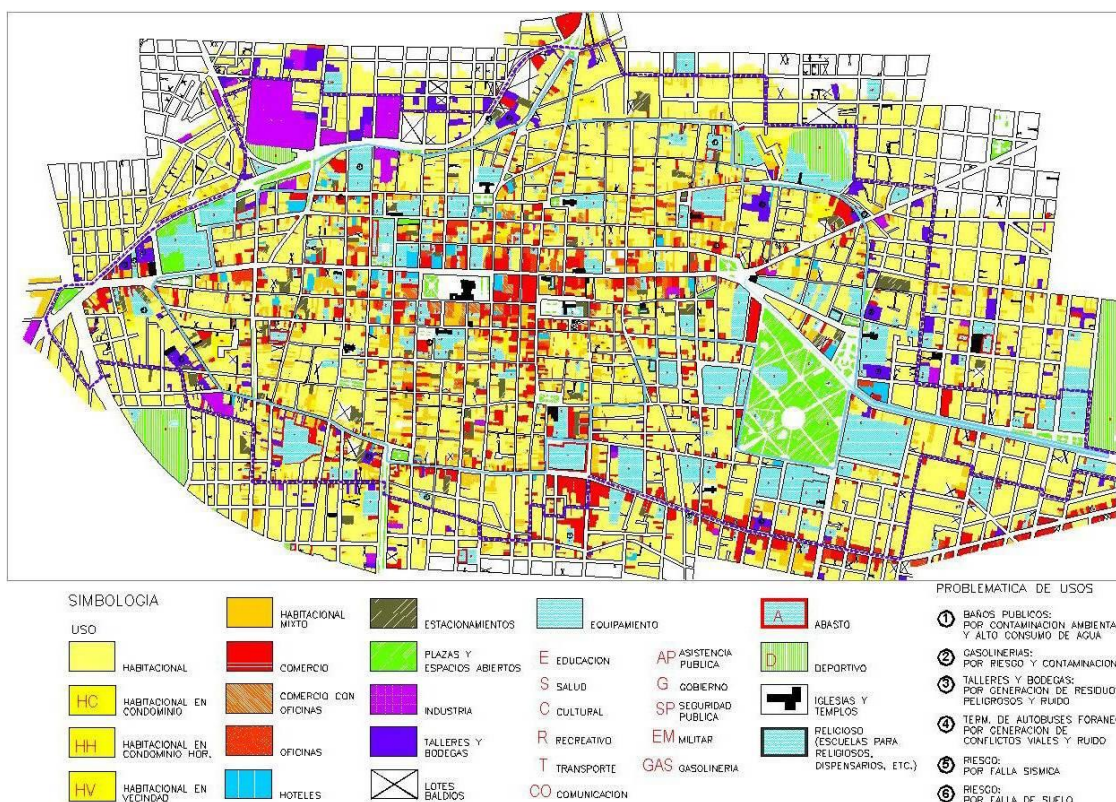 SIMBOLOGIA
USO
HABITACIONAL
HC
HABITACIONAL EN
CONDOMINIO
HH
HABITACIONAL EN
CONDOMINIO HOR.
HV
HABITACIONAL EN
VECINDAD
HABITACIONAL
MIXTO
COMERCIO
COMERCIO CON
OFICINAS
OFICINAS
HOTELES
ESTACIONAMIENTOS
PLAZAS Y
ESPACIOS ABIERTOS
INDUSTRIA
TALLERES Y
BODEGAS
LOTES
BALDIOS
EQUIPAMIENTO
E EDUCACION
S SALUD
C CULTURAL
R RECREATIVO
T TRANSPORTE
CO COMUNICACION
AP ASISTENCIA
PUBLICA
G GOBIERNO
SP SEGURIDAD
PUBLICA
EM MILITAR
GAS GASOLINERIA
A ABASTO
D DEPORTIVO
IGLESIAS Y
TEMPLOS
RELIGIOSO
(ESCUELAS PARA
RELIGIOSOS,
DISPENSARIOS, ETC.)
PROBLEMATICA DE USOS
1 BAÑOS PUBLICOS:
POR CONTAMINACION AMBIENTA
Y ALTO CONSUMO DE AGUA
2 GASOLINERIAS:
POR RIESGO Y CONTAMINACION
3 TALLERES Y BODEGAS:
POR GENERACION DE RESIDUO
PELIGROSOS Y RUIDO
4 TERM. DE AUTOBUSES FORANEO
POR GENERACION DE
CONFLICTOS VIALES Y RUIDO
5 RIESGO:
POR FALLA SISMICA
6 RIESGO:
POR FALLA DE SUELO